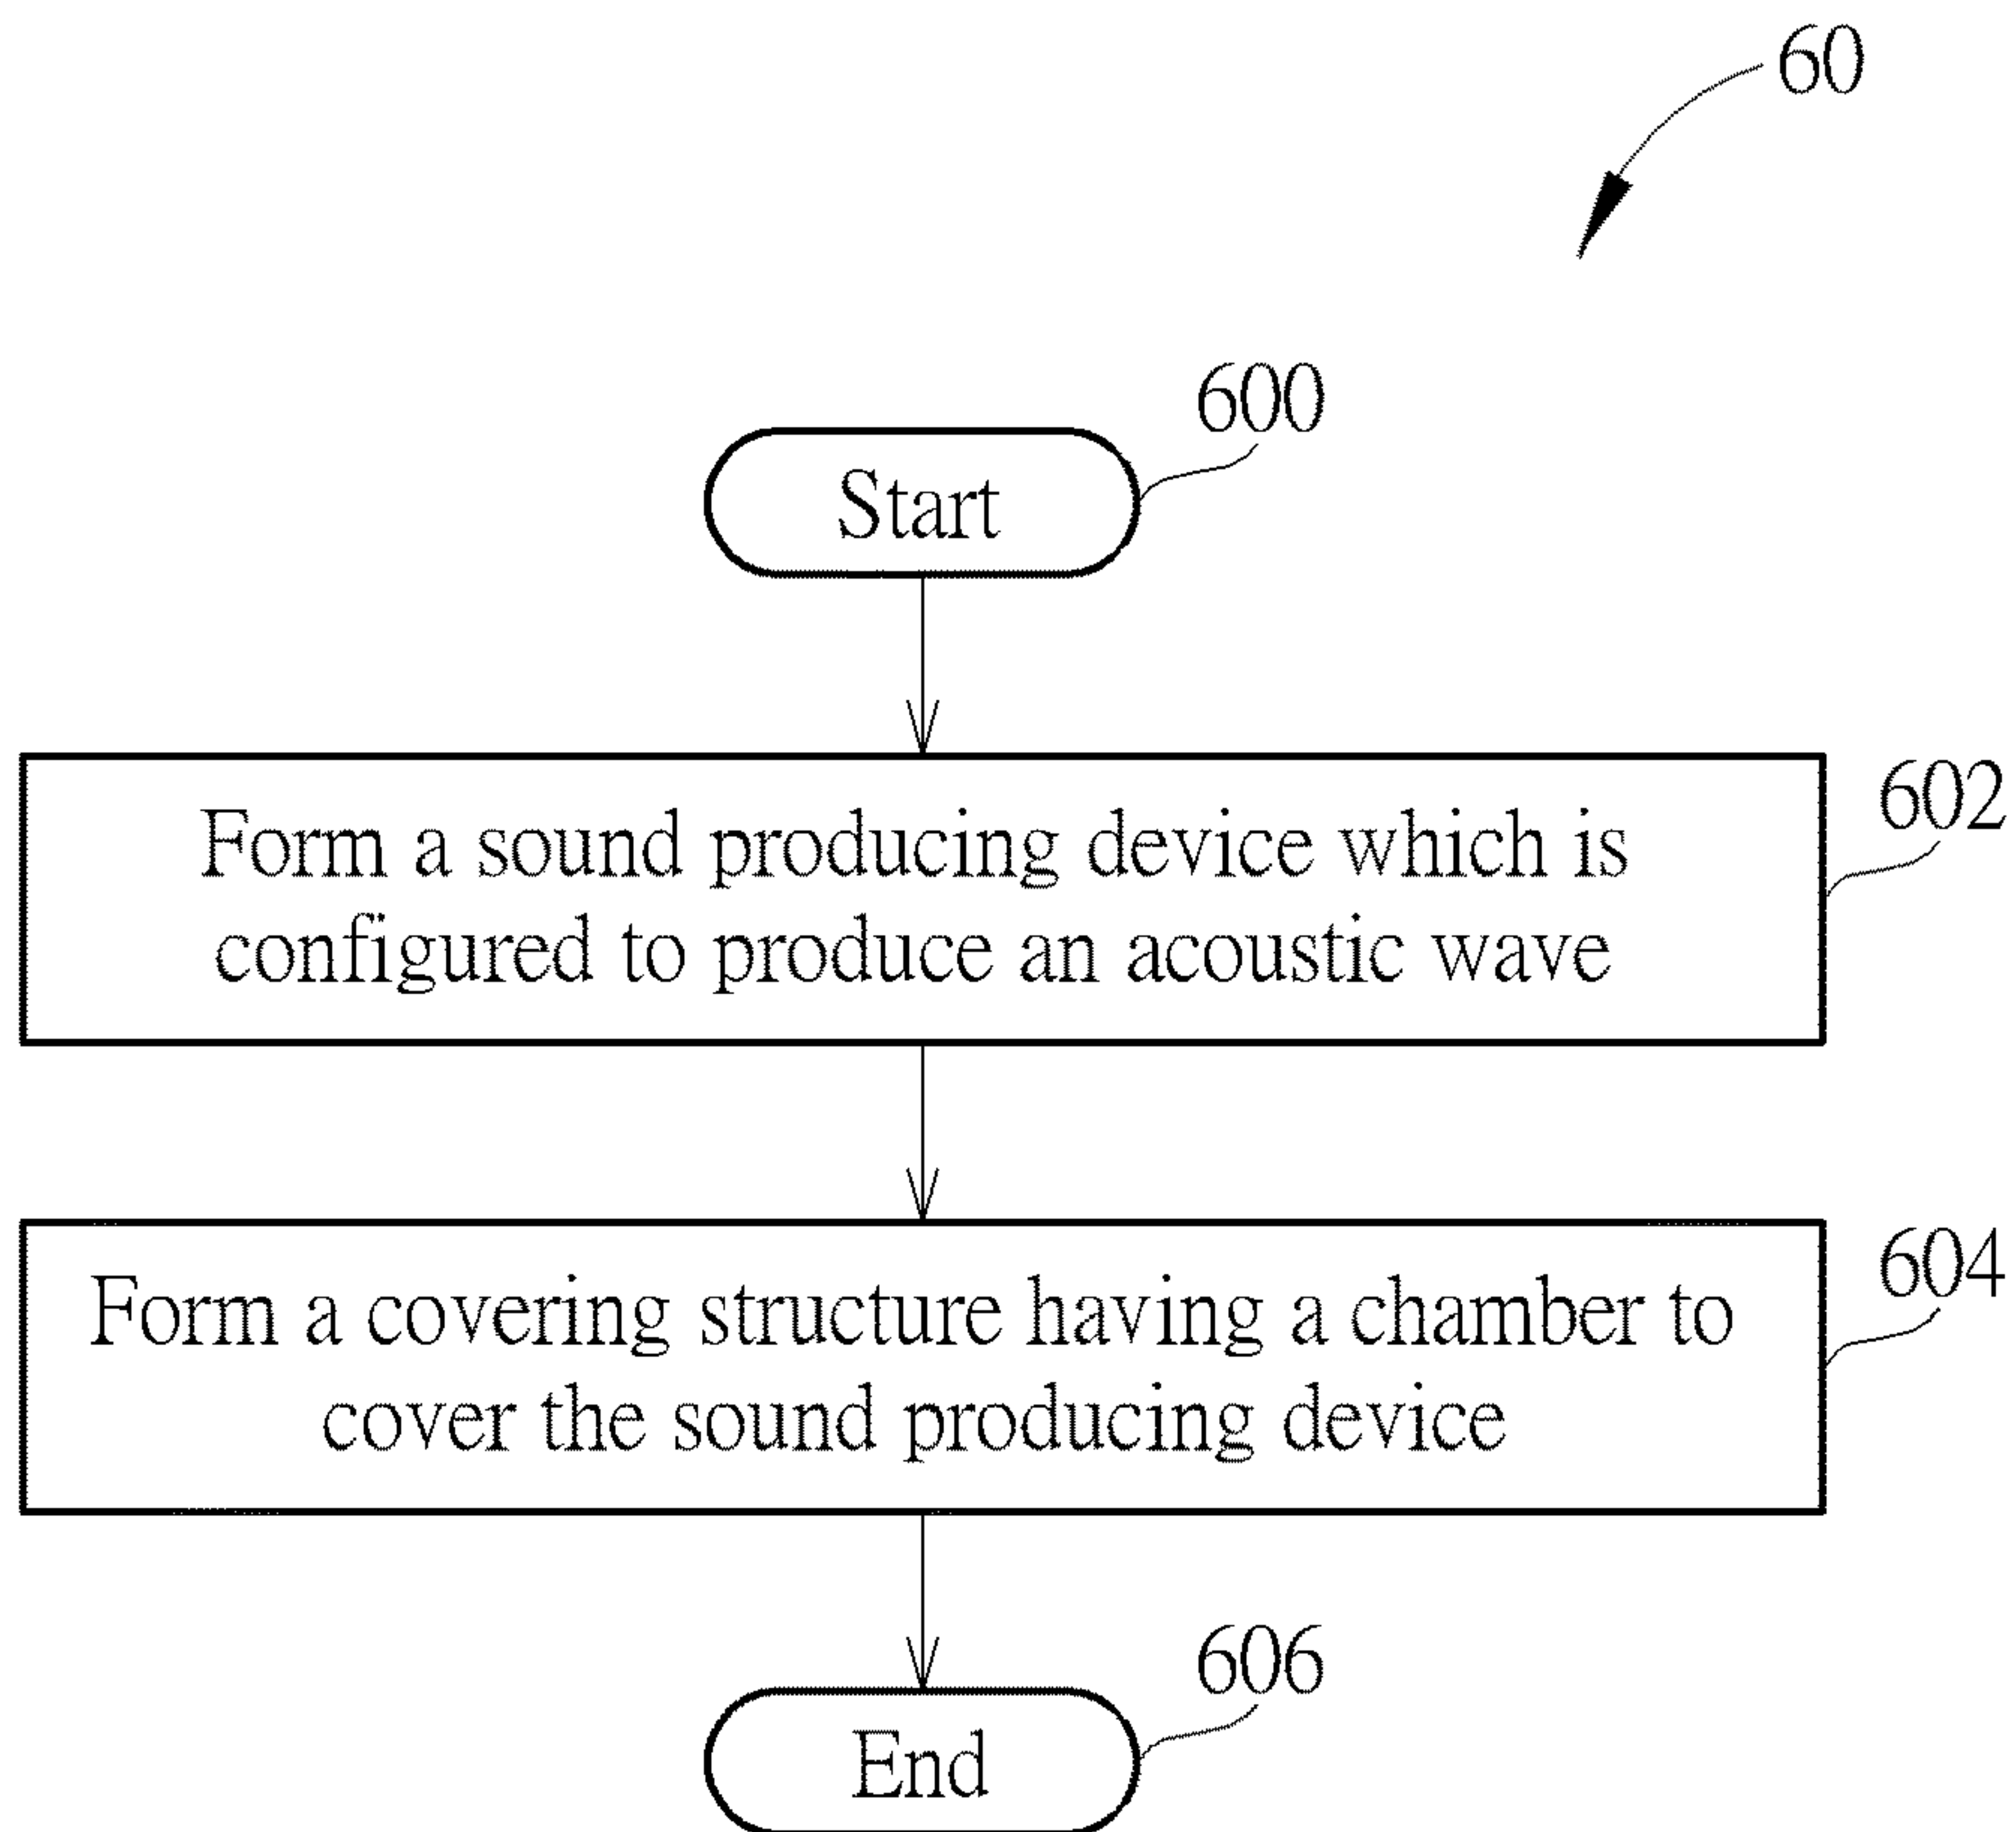 60
600
Start
602
Form a sound producing device which is
configured to produce an acoustic wave
604
Form a covering structure having a chamber to
cover the sound producing device
606
End